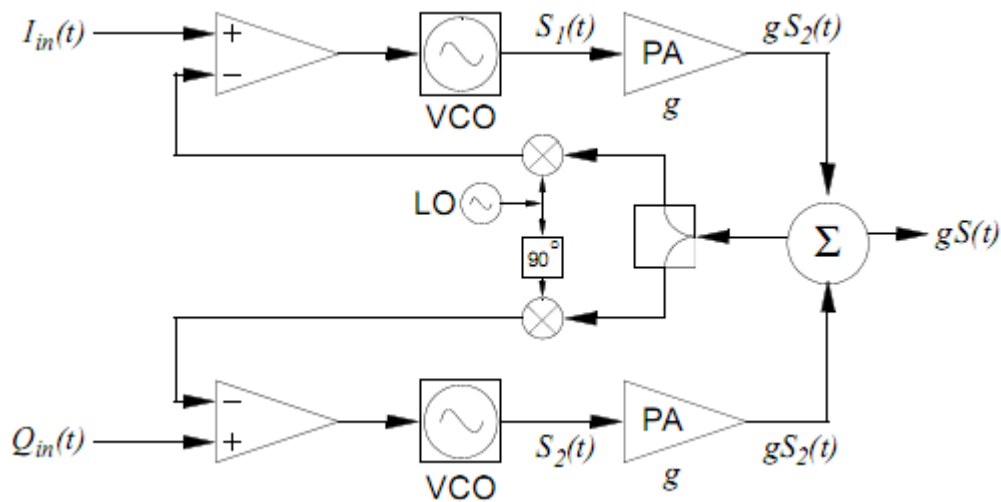 I_in(t) + − VCO S_1(t) PA g gS_2(t)
LO 90° Σ gS(t)
Q_in(t) − + VCO S_2(t) PA g gS_2(t)